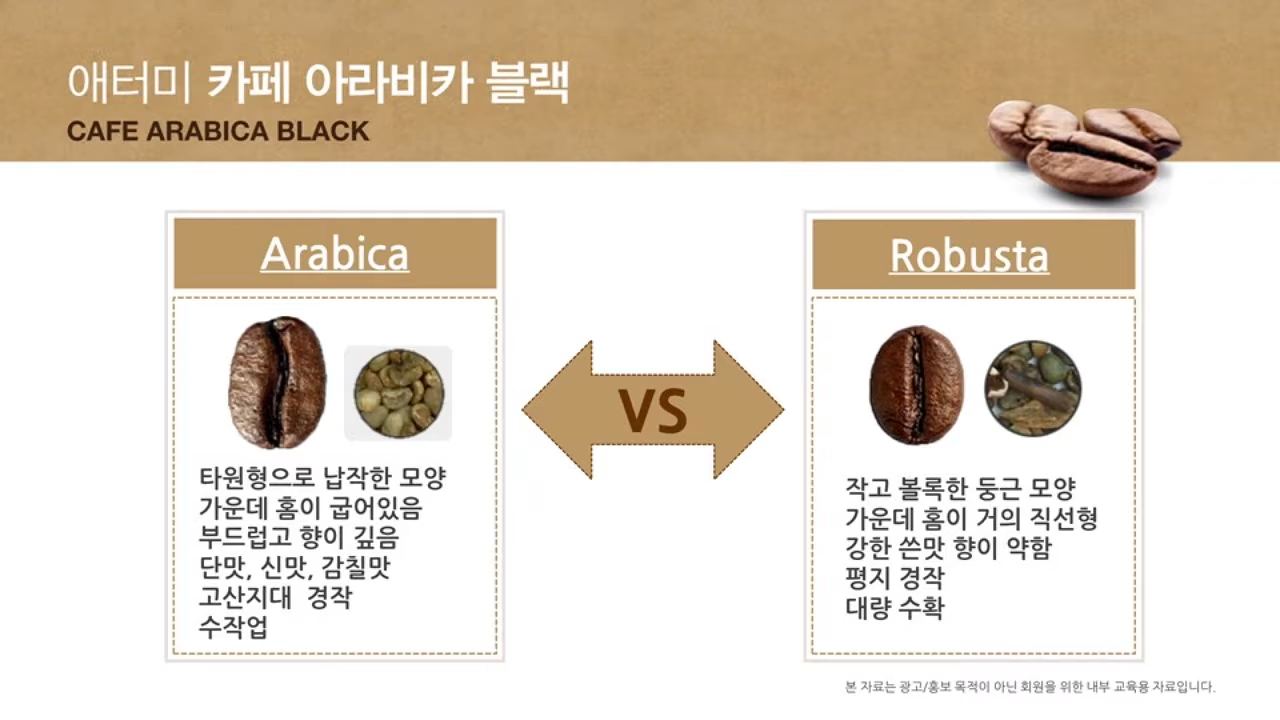 애터미 카페 아라비카 블랙
CAFE ARABICA BLACK
Arabica
타원형으로 납작한 모양
가운데 홈이 굽어있음
부드럽고 향이 깊음
단맛, 신맛, 감칠맛
고산지대 경작
수작업
VS
Robusta
작고 볼록한 둥근 모양
가운데 홈이 거의 직선형
강한 쓴맛 향이 약함
평지 경작
대량 수확
본 자료는 광고/홍보 목적이 아닌 회원을 위한 내부 교육용 자료입니다.